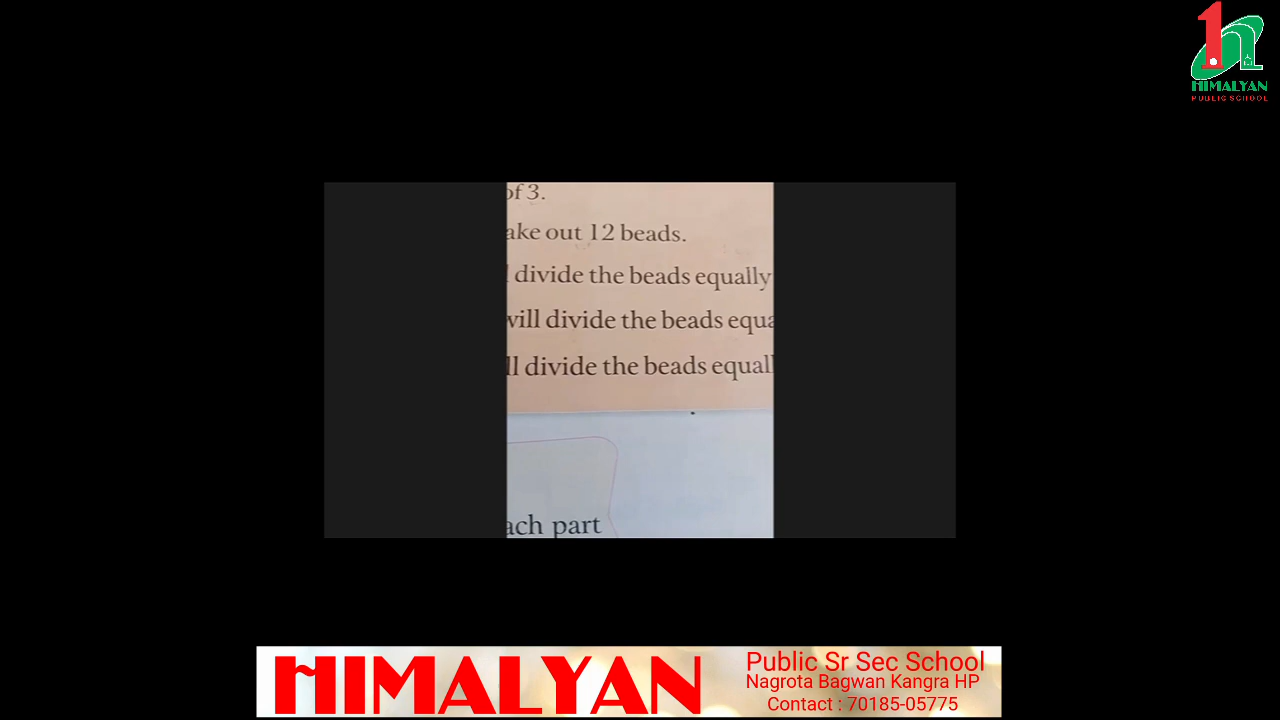 HIMALYAN
PUBLIC SCHOOL
of 3.
ake out 12 beads.
divide the beads equally
will divide the beads equa
ll divide the beads equall
ach part
HIMALYAN
Public Sr Sec School
Nagrota Bagwan Kangra HP
Contact : 70185-05775